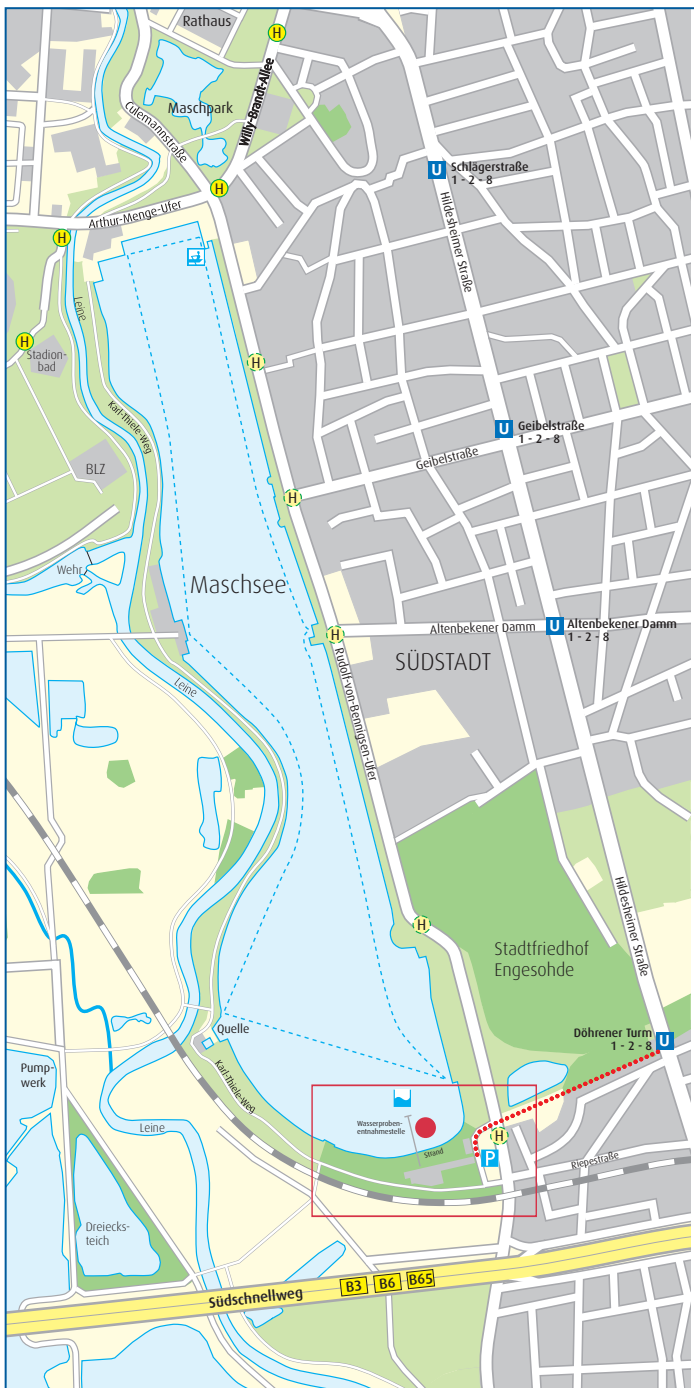 Rathaus
H
Maschpark
Willy-Brandt-Allee
Culemannstraße
U Schlägerstraße
1 - 2 - 8
H
Arthur-Menge-Ufer
H
Hildesheimer Straße
Leine
H
Stadion-
bad
H
Karl-Thiele-Weg
U Geibelstraße
1 - 2 - 8
Geibelstraße
BLZ
H
Wehr
Maschsee
H
Altenbekener Damm
U Altenbekener Damm
1 - 2 - 8
SÜDSTADT
Leine
Rudolf-von-Bennigsen-Ufer
H
Hildesheimer Straße
Stadtfriedhof
Engesohde
Quelle
Döhrener Turm
1 - 2 - 8
U
Pump-
werk
Karl-Thiele-Weg
Leine
Wasserproben-
entnahmestelle
Strand
H
P
Riepestraße
Dreiecks-
teich
Südschnellweg
B3 B6 B65